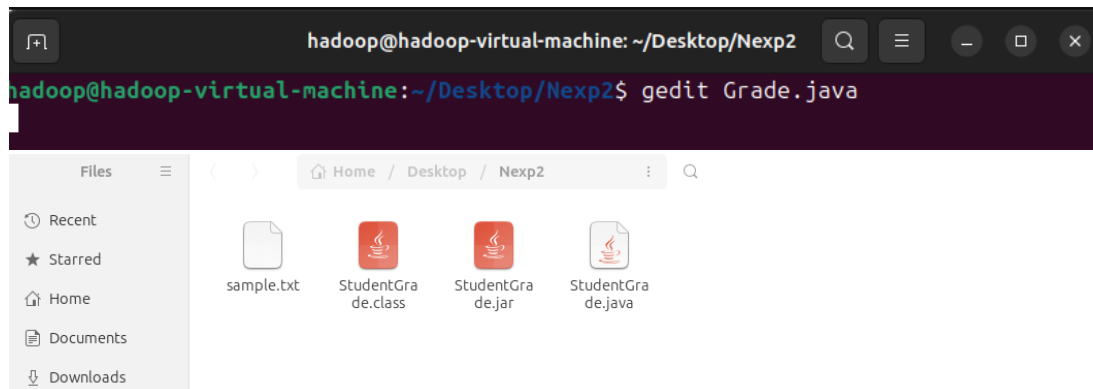 hadoop@hadoop-virtual-machine: ~/Desktop/Nexp2
hadoop@hadoop-virtual-machine:~/Desktop/Nexp2$ gedit Grade.java
Files
Home / Desktop / Nexp2
Recent
Starred
Home
Documents
Downloads
sample.txt
StudentGra
de.class
StudentGra
de.jar
StudentGra
de.java